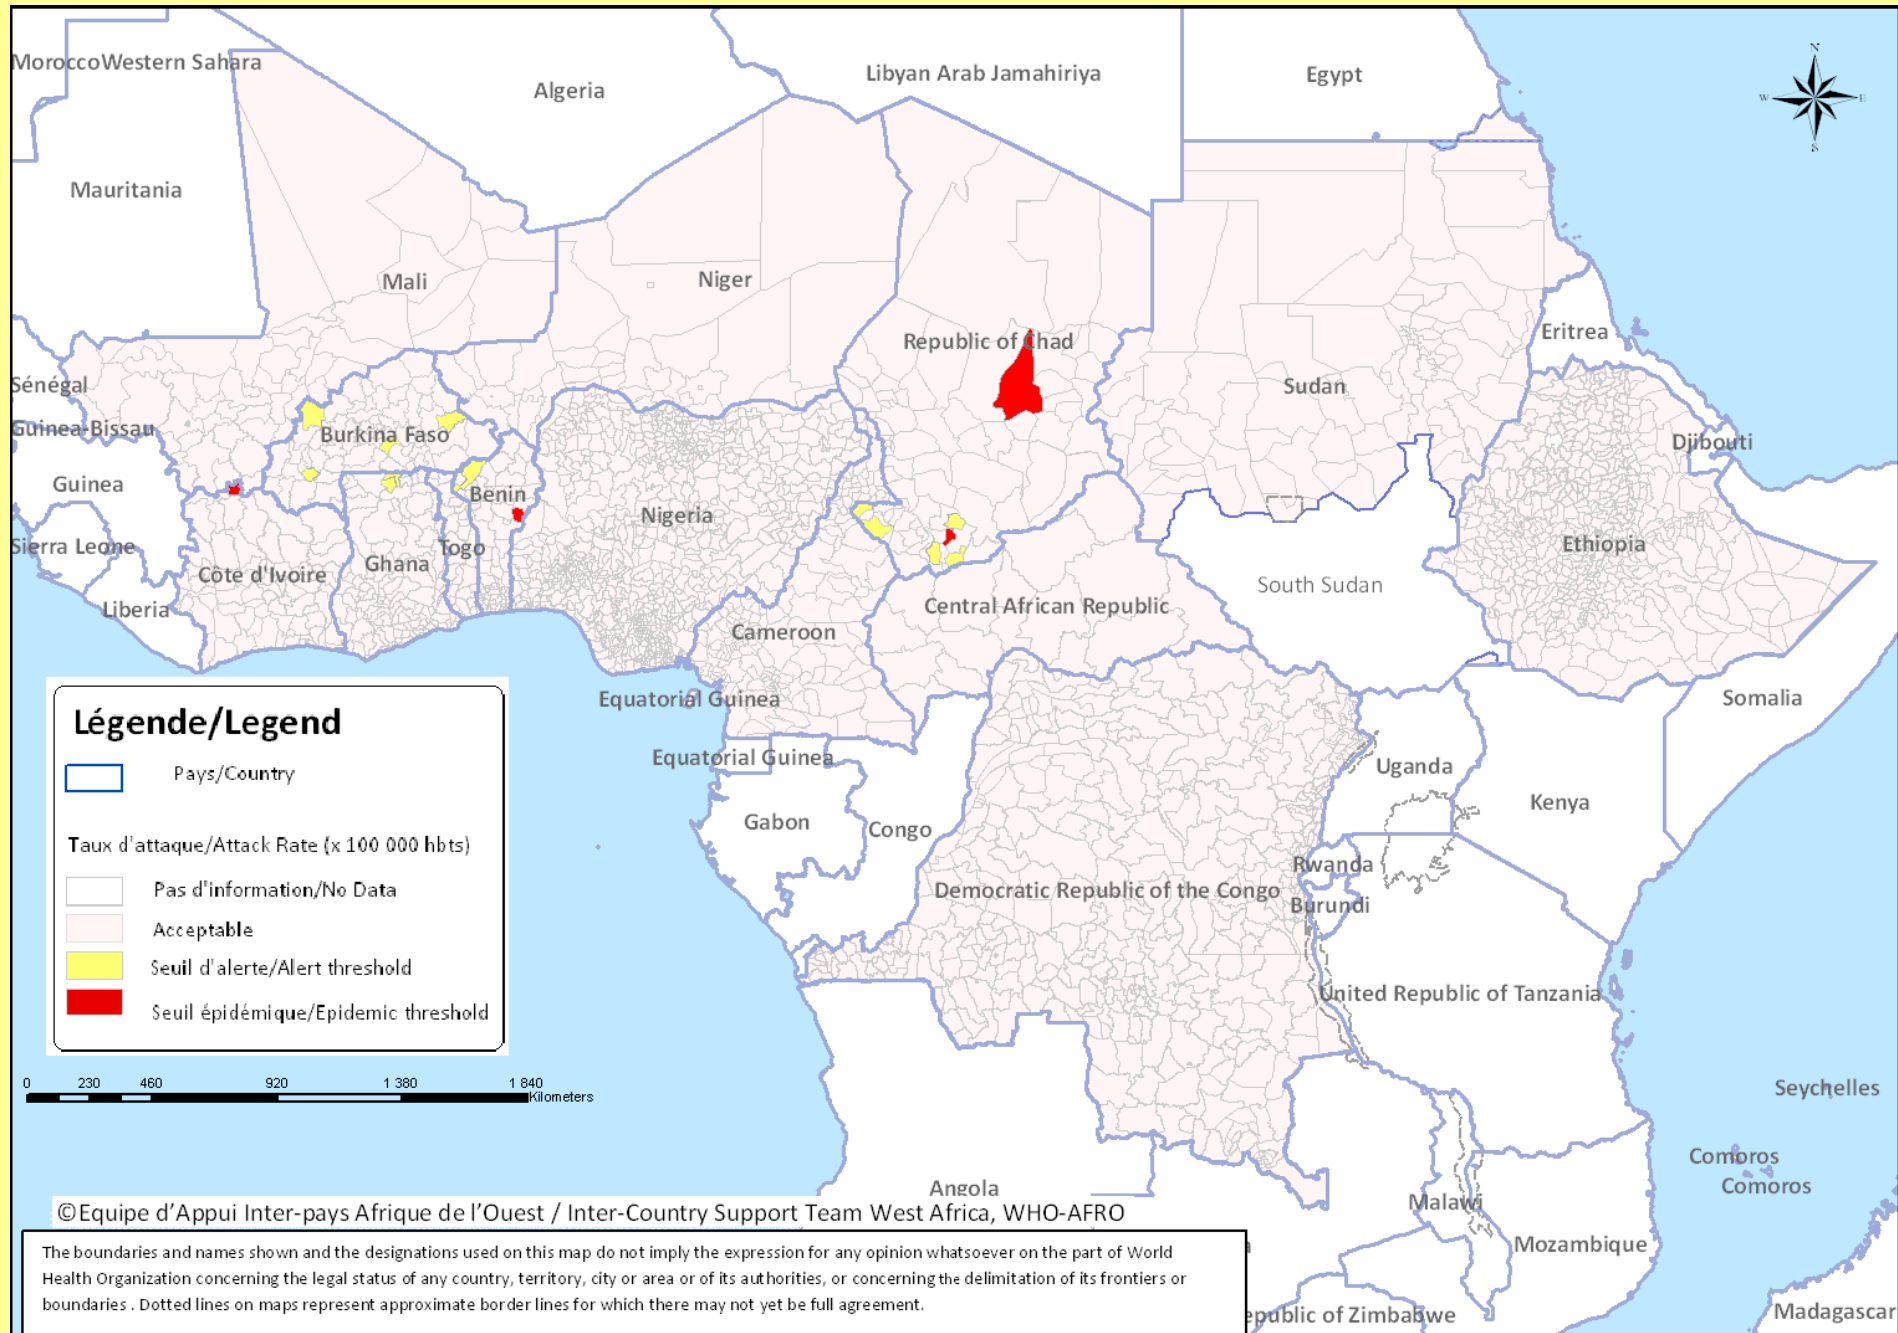 N
W
E
S
Morocco
Western Sahara
Algeria
Libyan Arab Jamahiriya
Egypt
Mauritania
Mali
Niger
Republic of Chad
Sudan
Eritrea
Sénégal
Guinea-Bissau
Burkina Faso
Djibouti
Guinea
Benin
Nigeria
Sierra Leone
Togo
Ghana
Côte d'Ivoire
Ethiopia
South Sudan
Liberia
Central African Republic
Cameroon
Equatorial Guinea
Somalia
Equatorial Guinea
Uganda
Kenya
Gabon
Congo
Rwanda
Democratic Republic of the Congo
Burundi
United Republic of Tanzania
Seychelles
Comoros
Comoros
Angola
Malawi
Mozambique
epublic of Zimbabwe
Madagascar
Légende/Legend
Pays/Country
Taux d'attaque/Attack Rate (x 100 000 hbts)
Pas d'information/No Data
Acceptable
Seuil d'alerte/Alert threshold
Seuil épidémique/Epidemic threshold
0 230 460 920 1 380 1 840
Kilometers
©Equipe d'Appui Inter-pays Afrique de l'Ouest / Inter-Country Support Team West Africa, WHO-AFRO
The boundaries and names shown and the designations used on this map do not imply the expression for any opinion whatsoever on the part of World
Health Organization concerning the legal status of any country, territory, city or area or of its authorities, or concerning the delimitation of its frontiers or
boundaries . Dotted lines on maps represent approximate border lines for which there may not yet be full agreement.